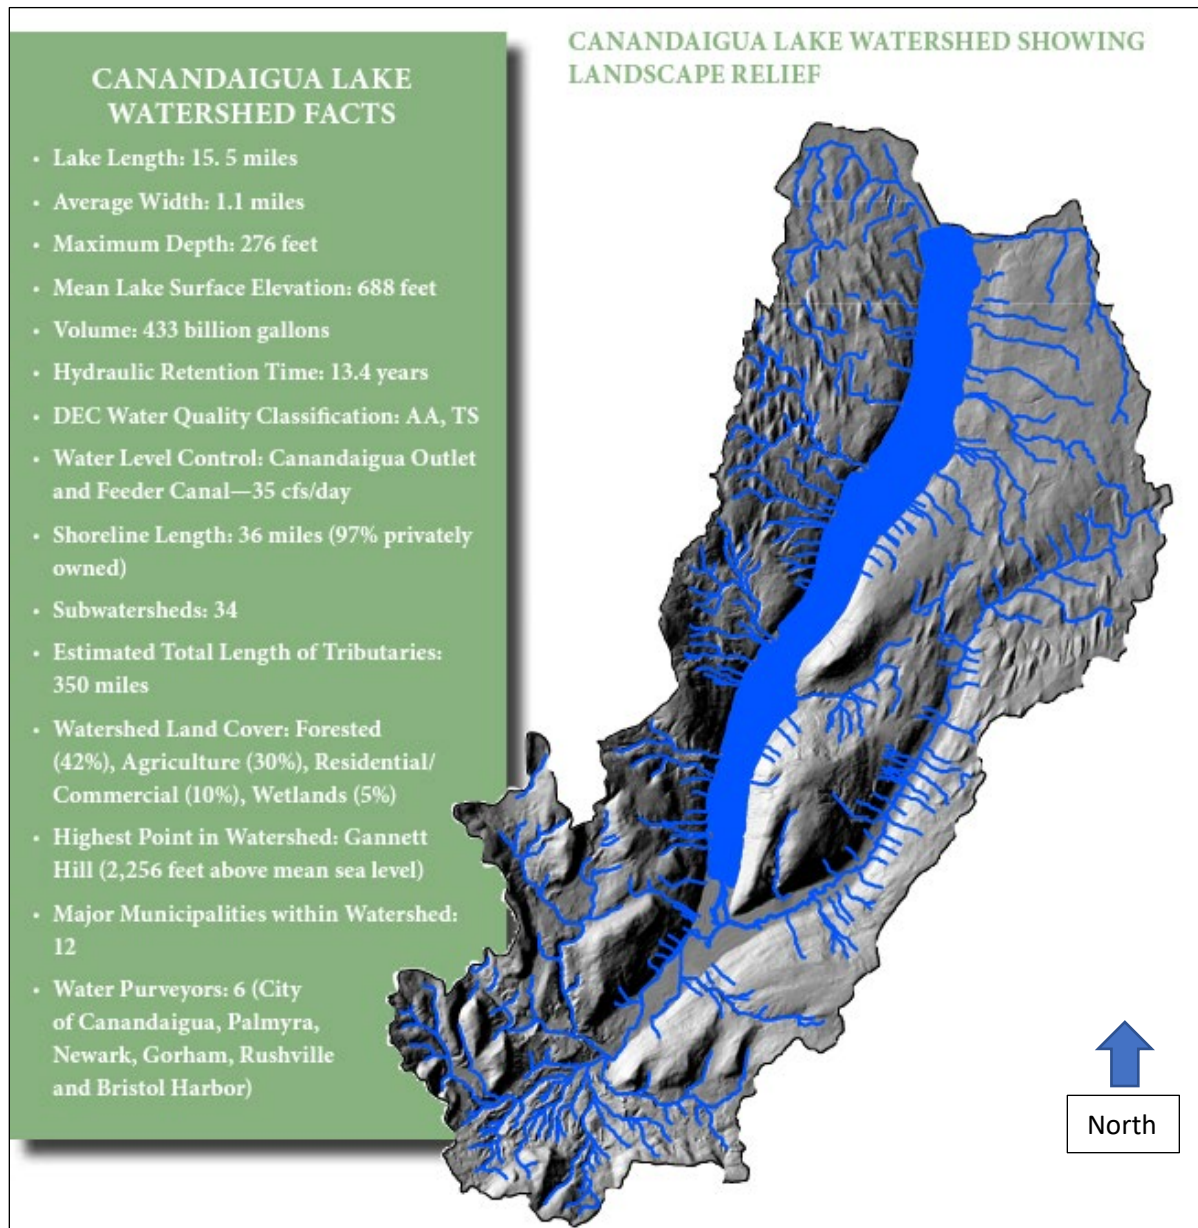 CANANDAIGUA LAKE
WATERSHED FACTS
• Lake Length: 15. 5 miles
• Average Width: 1.1 miles
• Maximum Depth: 276 feet
• Mean Lake Surface Elevation: 688 feet
• Volume: 433 billion gallons
• Hydraulic Retention Time: 13.4 years
• DEC Water Quality Classification: AA, TS
• Water Level Control: Canandaigua Outlet
and Feeder Canal—35 cfs/day
• Shoreline Length: 36 miles (97% privately
owned)
• Subwatersheds: 34
• Estimated Total Length of Tributaries:
350 miles
• Watershed Land Cover: Forested
(42%), Agriculture (30%), Residential/
Commercial (10%), Wetlands (5%)
• Highest Point in Watershed: Gannett
Hill (2,256 feet above mean sea level)
• Major Municipalities within Watershed:
12
• Water Purveyors: 6 (City
of Canandaigua, Palmyra,
Newark, Gorham, Rushville
and Bristol Harbor)
CANANDAIGUA LAKE WATERSHED SHOWING
LANDSCAPE RELIEF
North